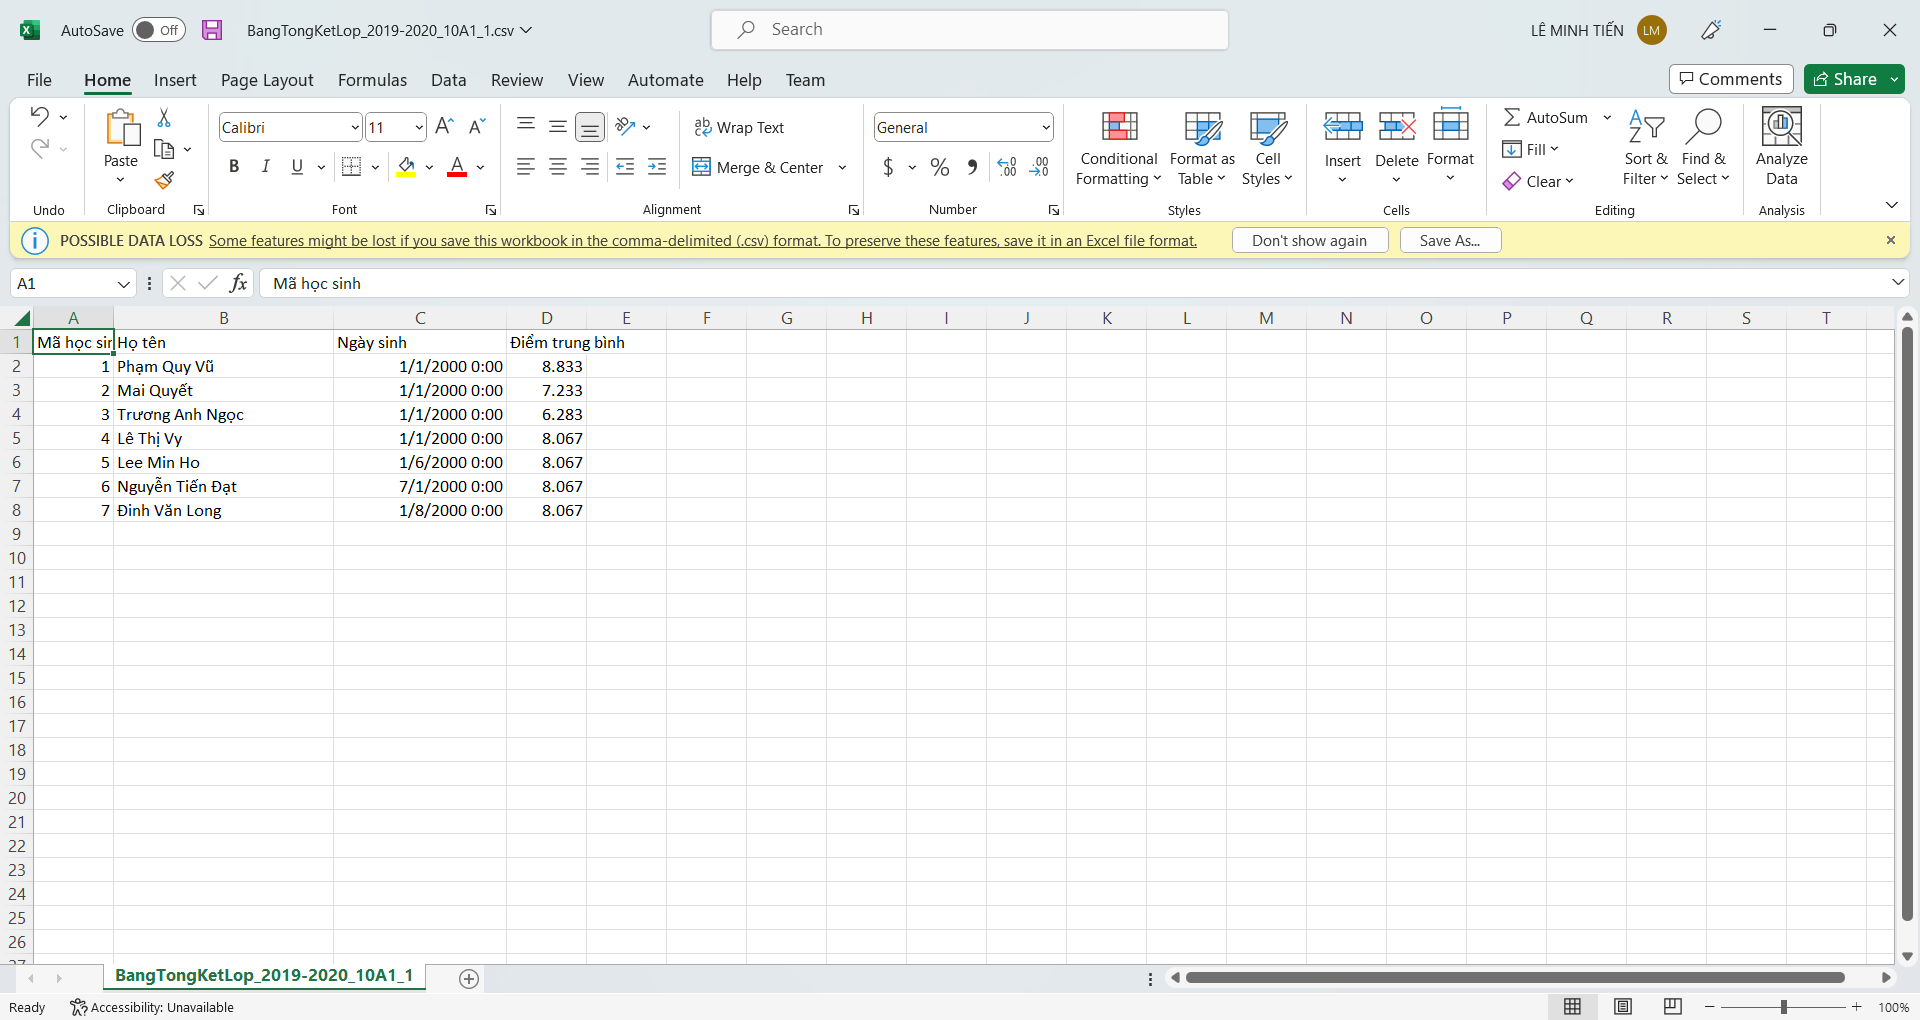 AutoSave Off BangTongKetLop_2019-2020_10A1_1.csv Search LÊ MINH TIẾN LM
File Home Insert Page Layout Formulas Data Review View Automate Help Team Comments Share
Paste Calibri 11 Wrap Text General AutoSum
B I U A Merge & Center $ % Conditional Formatting Format as Table Cell Styles Insert Delete Format Fill Clear Sort & Filter Find & Select Analyze Data
Undo Clipboard Font Alignment Number Styles Cells Editing Analysis
POSSIBLE DATA LOSS Some features might be lost if you save this workbook in the comma-delimited (.csv) format. To preserve these features, save it in an Excel file format. Don't show again Save As...
A1 fx Mã học sinh
A B C D E F G H I J K L M N O P Q R S T
1 Mã học sin Họ tên Ngày sinh Điểm trung bình
2 1 Phạm Quy Vũ 1/1/2000 0:00 8.833
3 2 Mai Quyết 1/1/2000 0:00 7.233
4 3 Trương Anh Ngọc 1/1/2000 0:00 6.283
5 4 Lê Thị Vy 1/1/2000 0:00 8.067
6 5 Lee Min Ho 1/6/2000 0:00 8.067
7 6 Nguyễn Tiến Đạt 7/1/2000 0:00 8.067
8 7 Đinh Văn Long 1/8/2000 0:00 8.067
9
10
11
12
13
14
15
16
17
18
19
20
21
22
23
24
25
26
BangTongKetLop_2019-2020_10A1_1
Ready Accessibility: Unavailable 100%